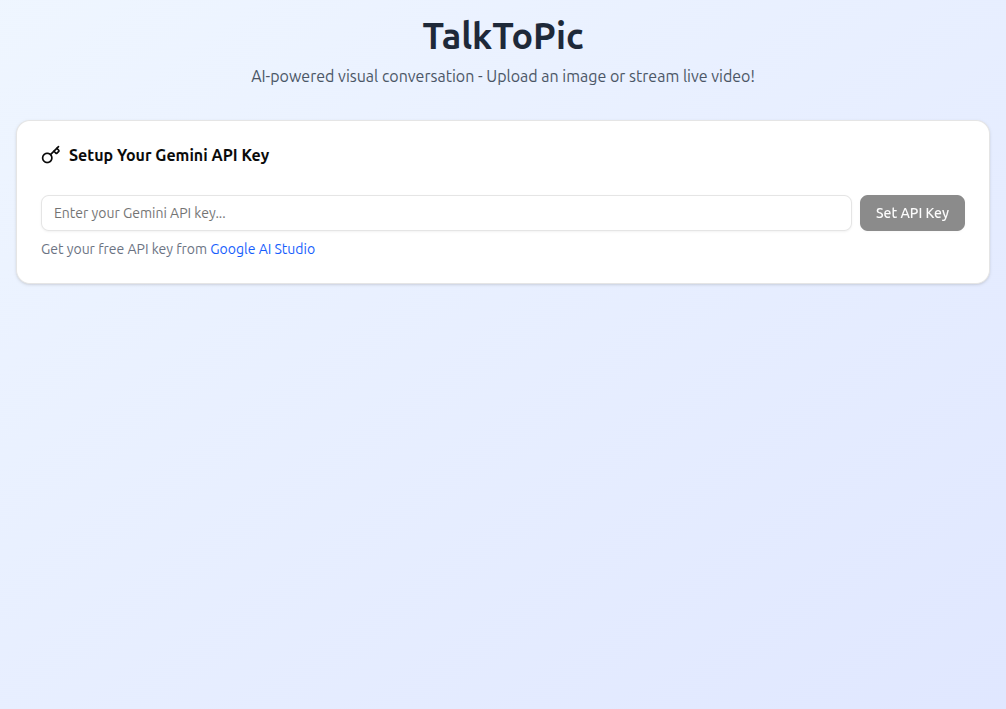 TalkToPic
AI-powered visual conversation - Upload an image or stream live video!
Setup Your Gemini API Key
Enter your Gemini API key...
Set API Key
Get your free API key from Google AI Studio